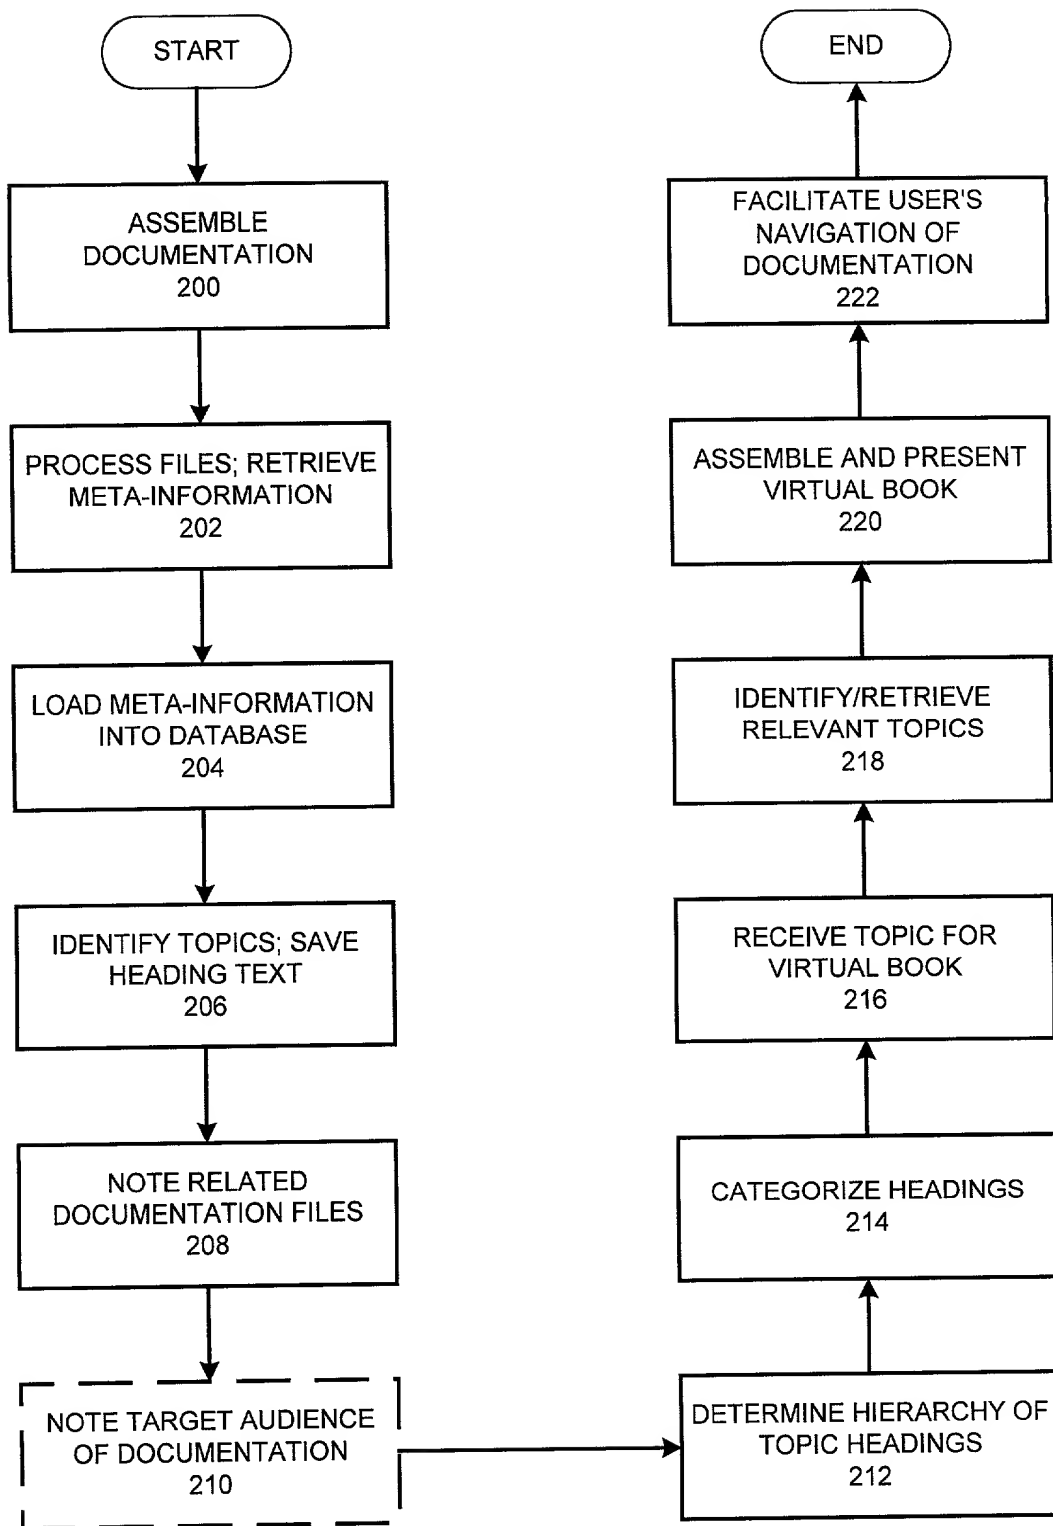 START
ASSEMBLE
DOCUMENTATION
200
PROCESS FILES; RETRIEVE
META-INFORMATION
202
LOAD META-INFORMATION
INTO DATABASE
204
IDENTIFY TOPICS; SAVE
HEADING TEXT
206
NOTE RELATED
DOCUMENTATION FILES
208
NOTE TARGET AUDIENCE
OF DOCUMENTATION
210
DETERMINE HIERARCHY OF
TOPIC HEADINGS
212
CATEGORIZE HEADINGS
214
RECEIVE TOPIC FOR
VIRTUAL BOOK
216
IDENTIFY/RETRIEVE
RELEVANT TOPICS
218
ASSEMBLE AND PRESENT
VIRTUAL BOOK
220
FACILITATE USER'S
NAVIGATION OF
DOCUMENTATION
222
END